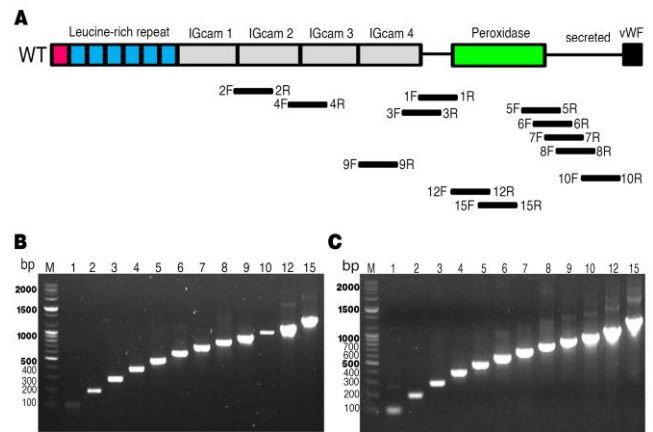 A
Leucine-rich repeat IGcam 1 IGcam 2 IGcam 3 IGcam 4 Peroxidase secreted vWF
WT
2F 2R
4F 4R
1F 1R
3F 3R
5F 5R
6F 6R
7F 7R
8F 8R
9F 9R
10F 10R
12F 12R
15F 15R
B
bp M 1 2 3 4 5 6 7 8 9 10 12 15
2000
1500
1000
500
400
300
200
100
C
bp M 1 2 3 4 5 6 7 8 9 10 12 15
2000
1500
1000
700
600
500
400
300
200
100